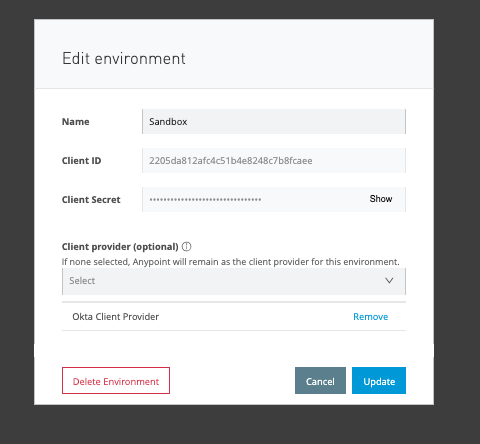 Edit environment
Name
Sandbox
Client ID
2205da812afc4c51b4e8248c7b8fcaee
Client Secret
••••••••••••••••••••••••••••••••
Show
Client provider (optional)
If none selected, Anypoint will remain as the client provider for this environment.
Select
Okta Client Provider
Remove
Delete Environment
Cancel
Update